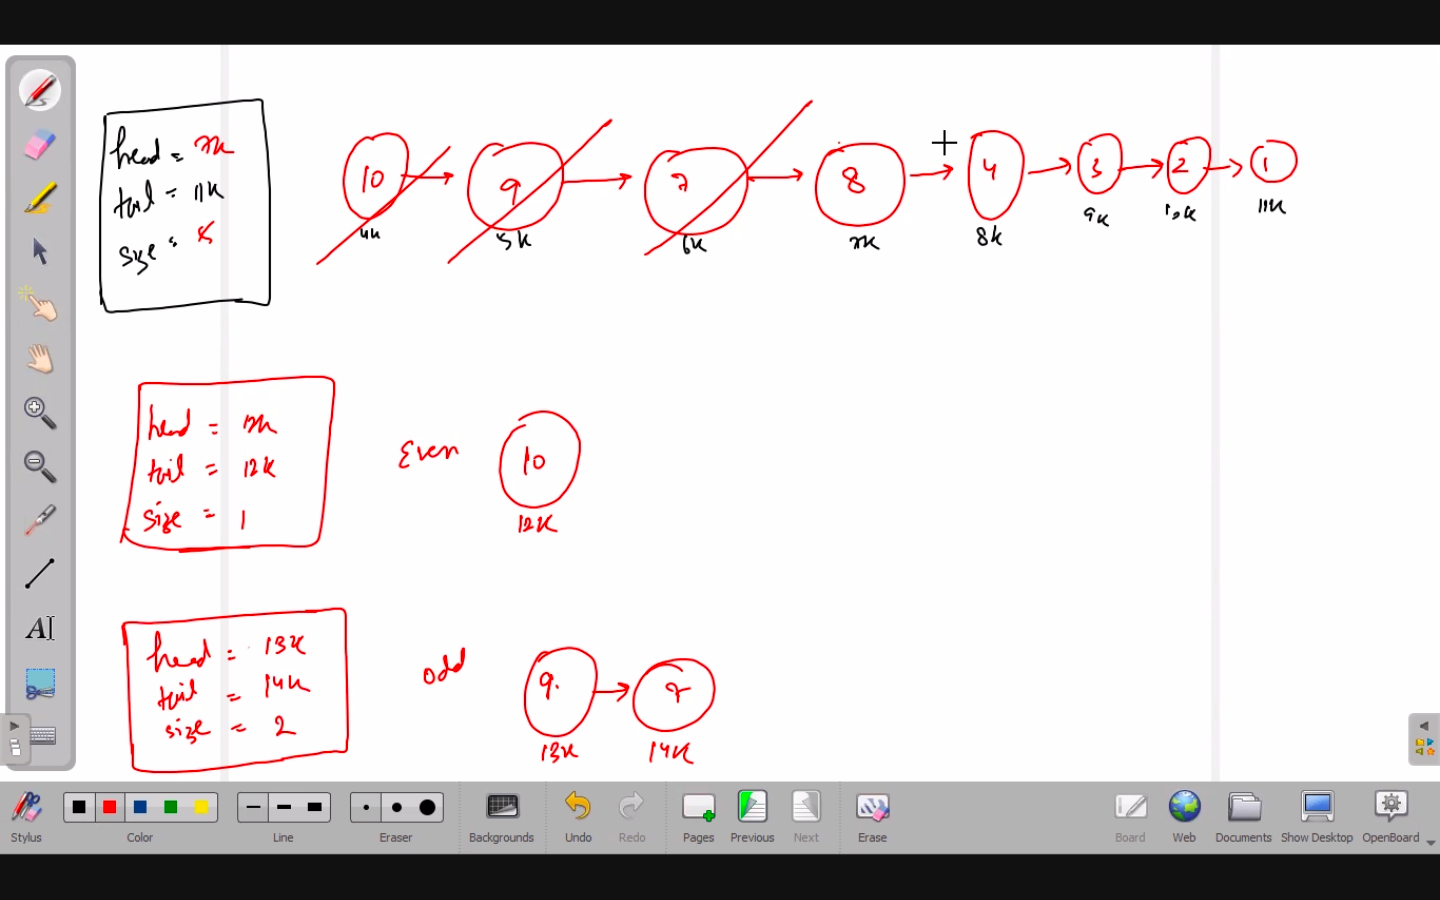 head = 7k
tail = 11k
size = 5
10 9 7 8 4 3 2 1
4k 5k 6k 7k 8k 9k 10k 11k
head = 12k
tail = 12k
size = 1
Even
10
12k
head = 13k
tail = 14k
size = 2
odd
9 7
13k 14k
Stylus Color Line Eraser Backgrounds Undo Redo Pages Previous Next Erase Board Web Documents Show Desktop OpenBoard